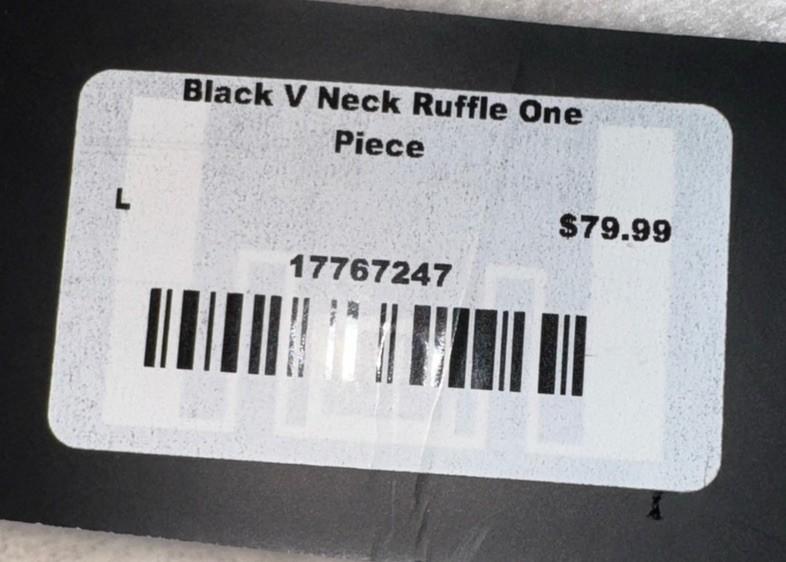 Black V Neck Ruffle One
Piece
L
$79.99
17767247